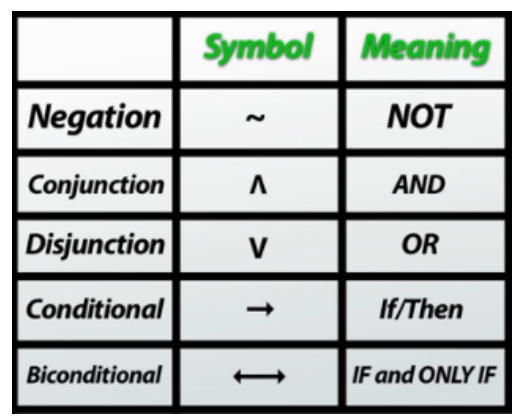 Symbol Meaning
Negation ~ NOT
Conjunction ∧ AND
Disjunction ∨ OR
Conditional → If/Then
Biconditional ⟷ IF and ONLY IF